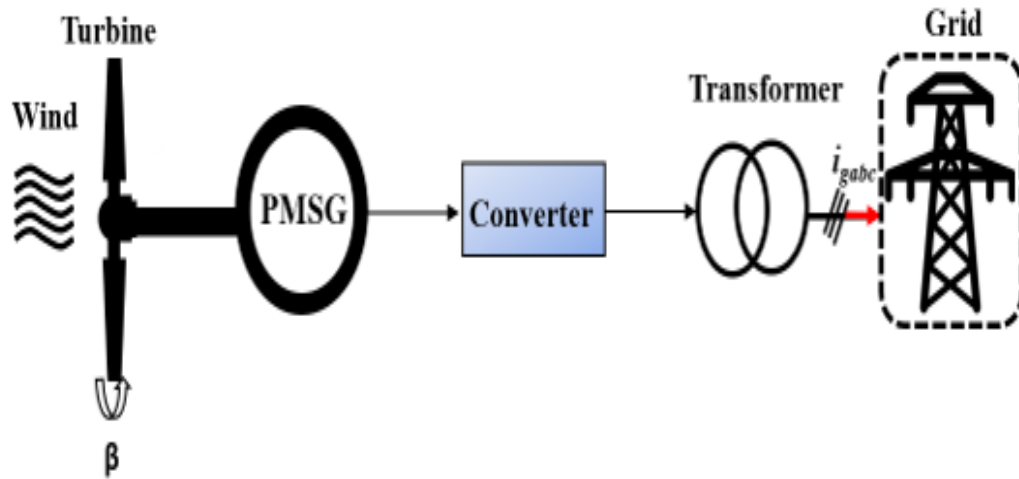 Turbine
Wind
PMSG
Converter
Transformer
i_gabc
Grid
β